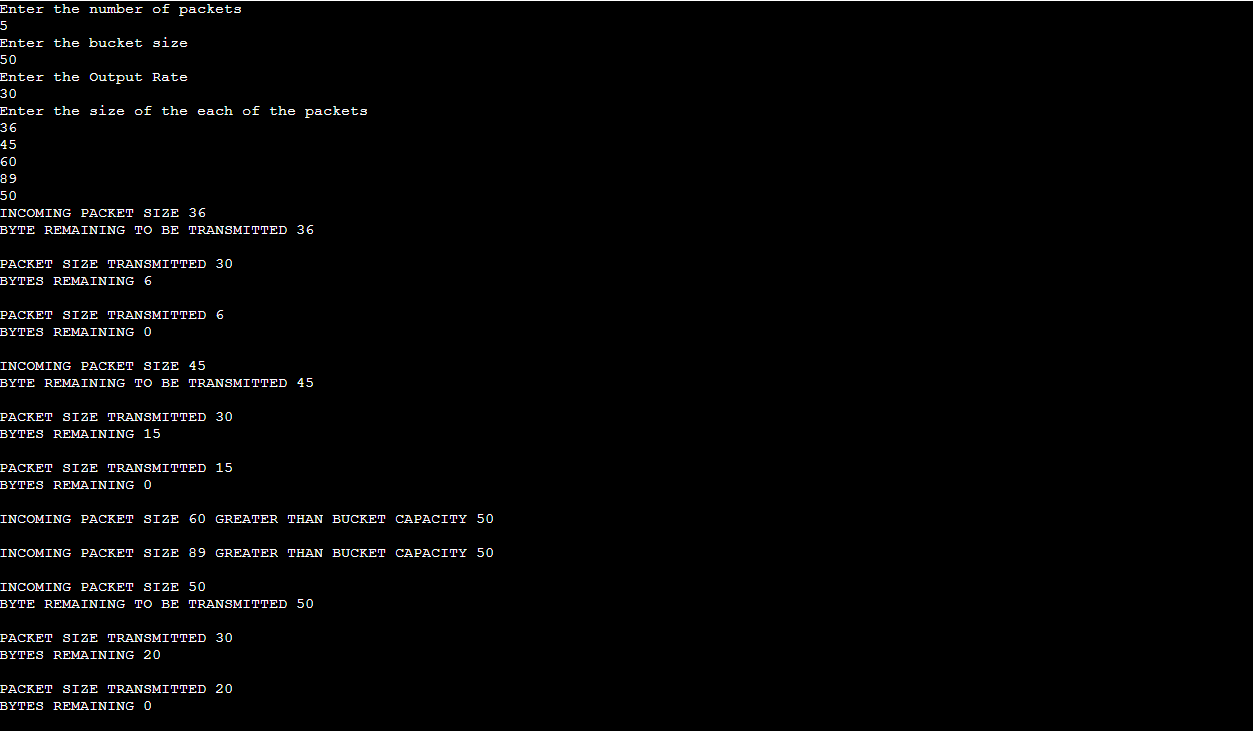 Enter the number of packets
5
Enter the bucket size
50
Enter the Output Rate
30
Enter the size of the each of the packets
36
45
60
89
50
INCOMING PACKET SIZE 36
BYTE REMAINING TO BE TRANSMITTED 36
PACKET SIZE TRANSMITTED 30
BYTES REMAINING 6
PACKET SIZE TRANSMITTED 6
BYTES REMAINING 0
INCOMING PACKET SIZE 45
BYTE REMAINING TO BE TRANSMITTED 45
PACKET SIZE TRANSMITTED 30
BYTES REMAINING 15
PACKET SIZE TRANSMITTED 15
BYTES REMAINING 0
INCOMING PACKET SIZE 60 GREATER THAN BUCKET CAPACITY 50
INCOMING PACKET SIZE 89 GREATER THAN BUCKET CAPACITY 50
INCOMING PACKET SIZE 50
BYTE REMAINING TO BE TRANSMITTED 50
PACKET SIZE TRANSMITTED 30
BYTES REMAINING 20
PACKET SIZE TRANSMITTED 20
BYTES REMAINING 0